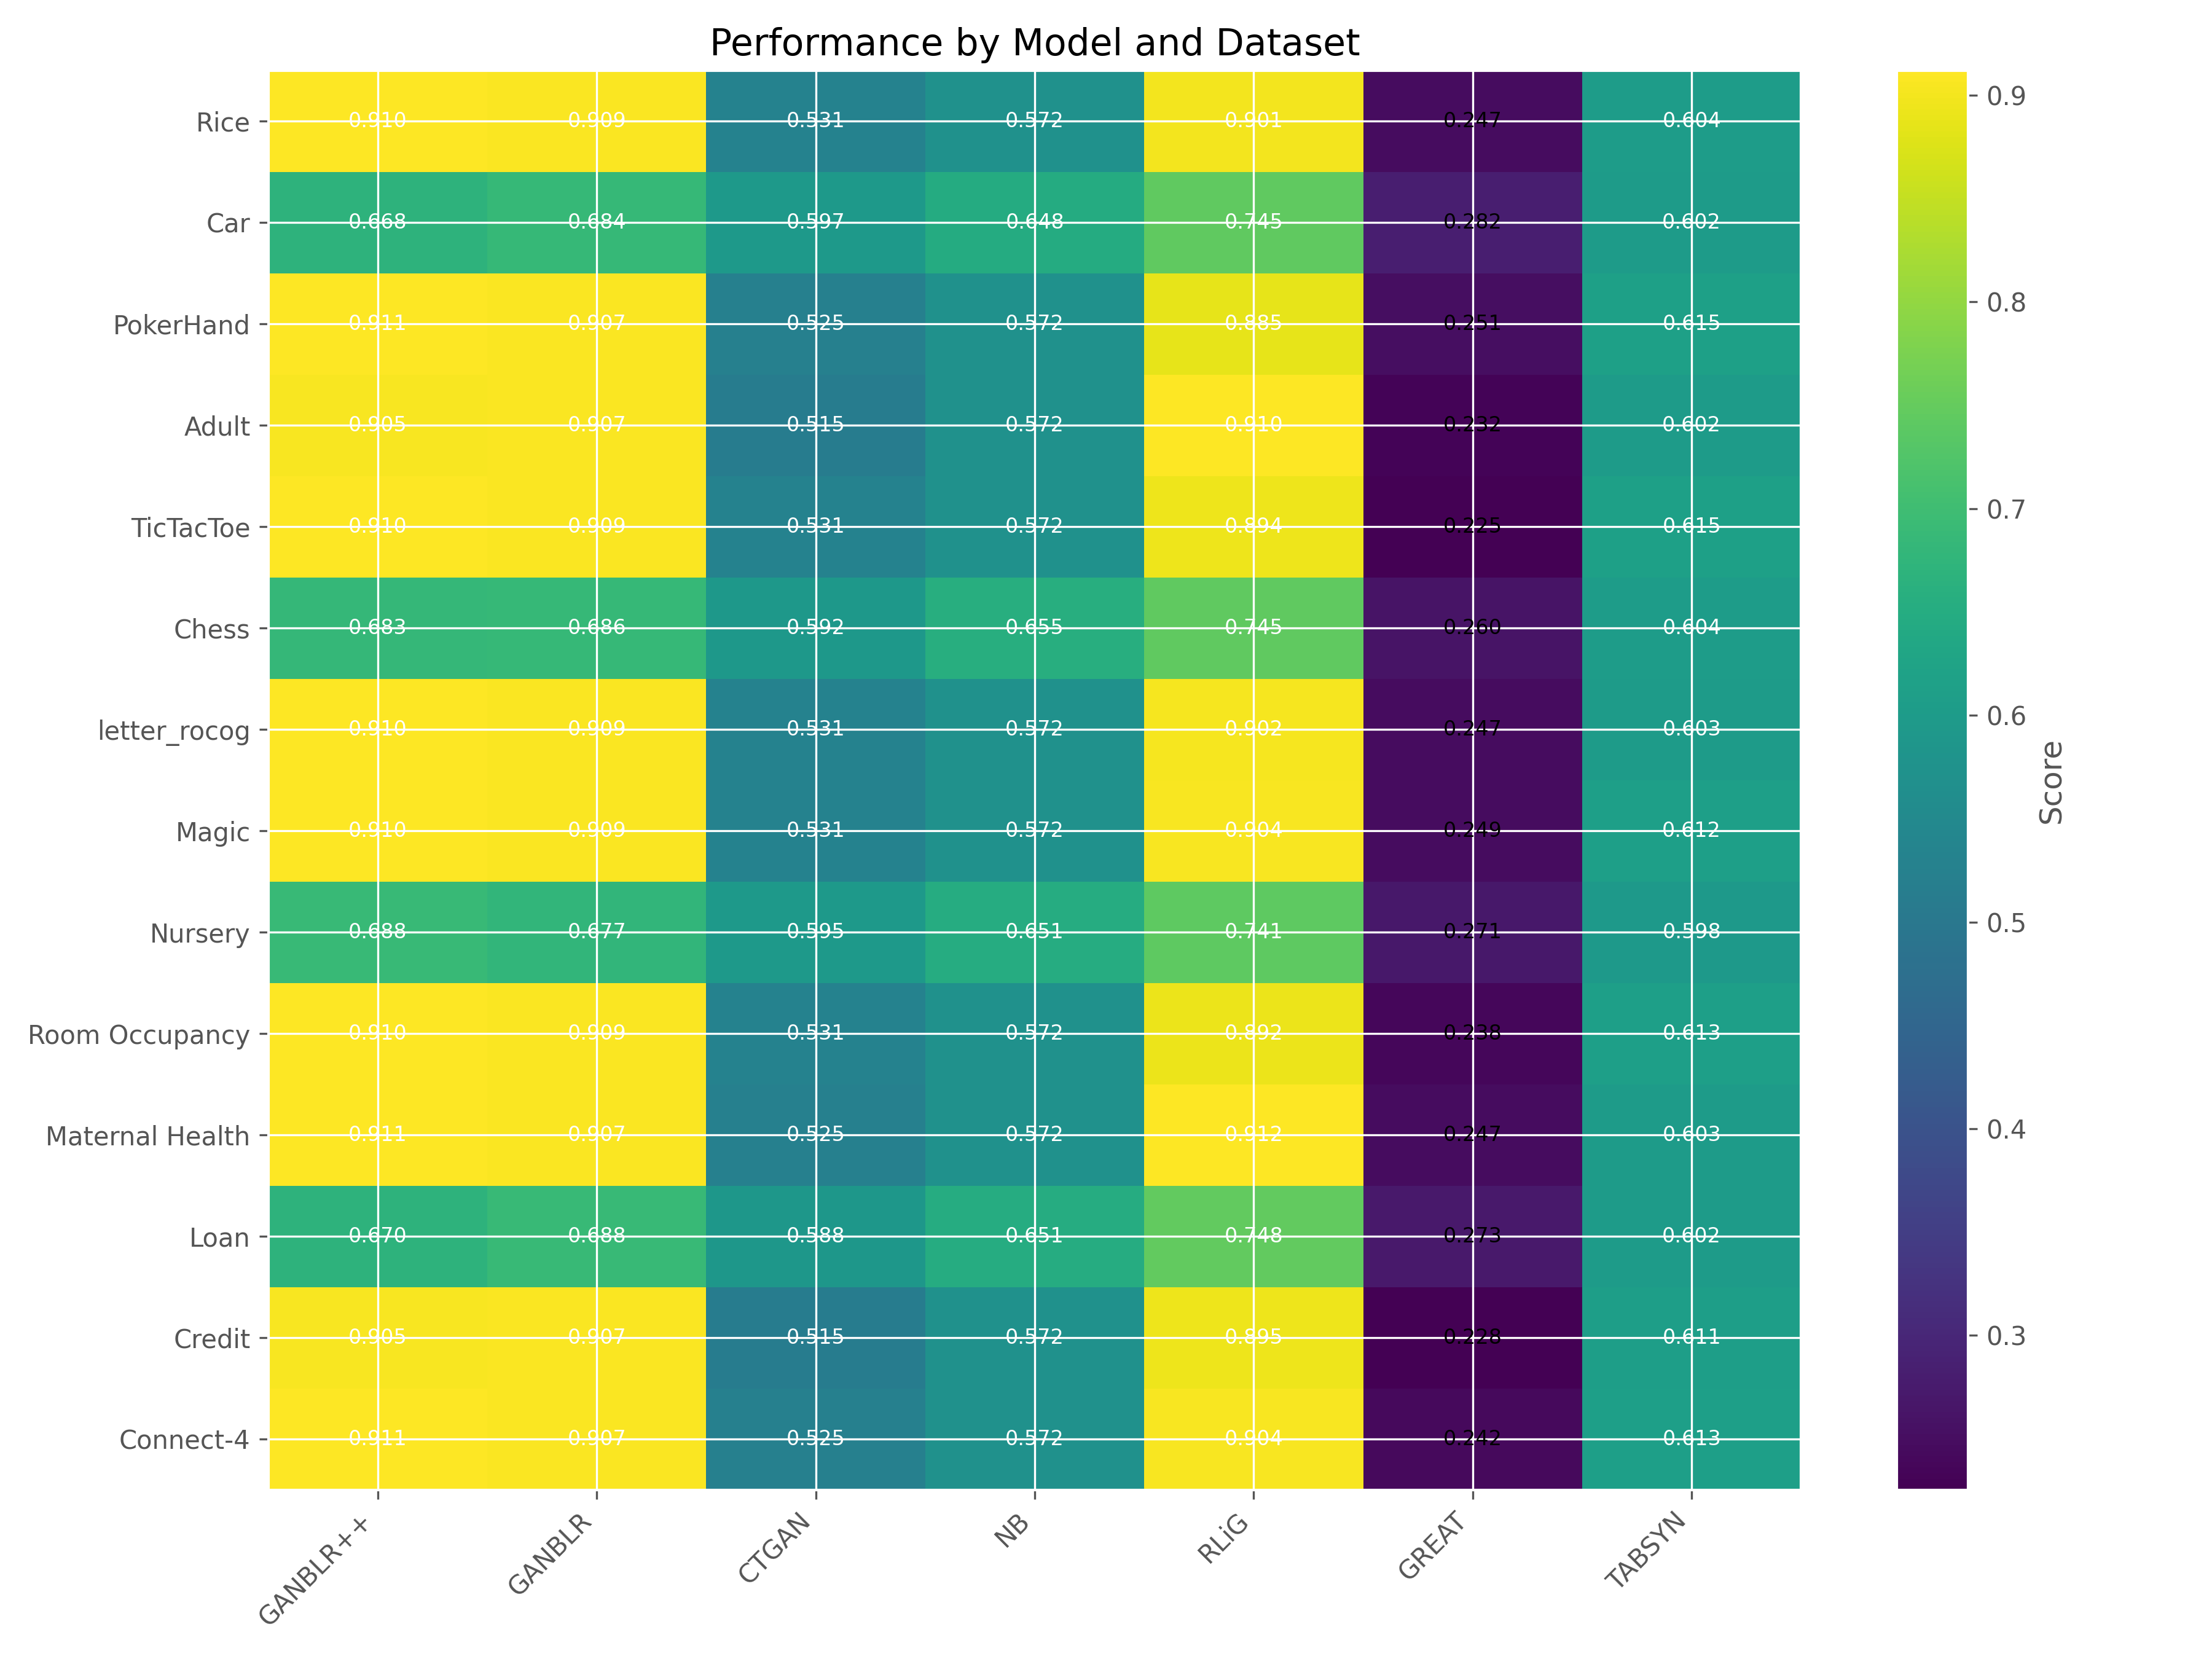 Performance by Model and Dataset
Rice 0.910 0.909 0.531 0.572 0.901 0.247 0.604
Car 0.668 0.684 0.597 0.648 0.745 0.282 0.602
PokerHand 0.911 0.907 0.525 0.572 0.885 0.251 0.615
Adult 0.905 0.907 0.515 0.572 0.910 0.232 0.602
TicTacToe 0.910 0.909 0.531 0.572 0.894 0.225 0.615
Chess 0.683 0.686 0.592 0.655 0.745 0.260 0.604
letter_rocog 0.910 0.909 0.531 0.572 0.902 0.247 0.603
Magic 0.910 0.909 0.531 0.572 0.904 0.249 0.612
Nursery 0.688 0.677 0.595 0.651 0.741 0.271 0.598
Room Occupancy 0.910 0.909 0.531 0.572 0.892 0.238 0.613
Maternal Health 0.911 0.907 0.525 0.572 0.912 0.247 0.603
Loan 0.670 0.688 0.588 0.651 0.748 0.273 0.602
Credit 0.905 0.907 0.515 0.572 0.895 0.228 0.611
Connect-4 0.911 0.907 0.525 0.572 0.904 0.242 0.613
GANBLR++ GANBLR CTGAN NB RLiG GREAT TABSYN
0.9
0.8
0.7
0.6
0.5
0.4
0.3
Score